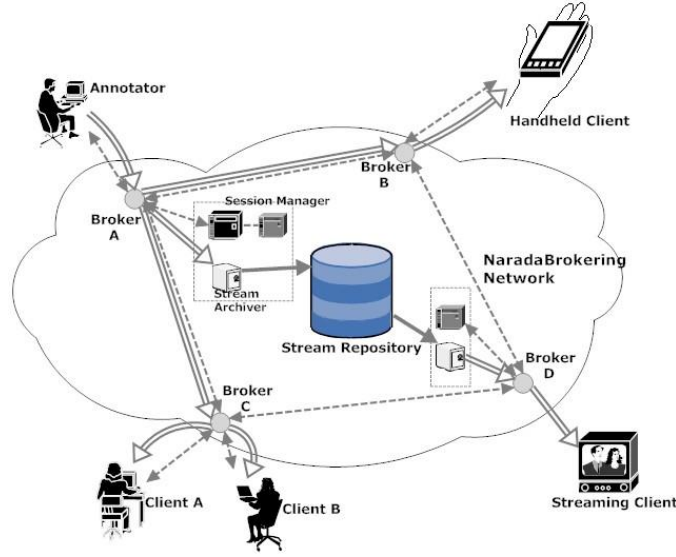 Annotator
Handheld Client
Broker
B
Broker
A
Session Manager
Stream
Archiver
NaradaBrokering
Network
Stream Repository
Broker
D
Broker
C
Client A
Client B
Streaming Client